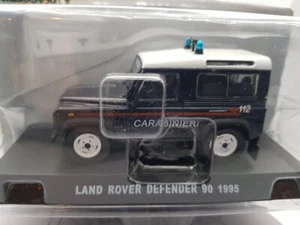 112
CARABINIERI
LAND ROVER DEFENDER 90 1995